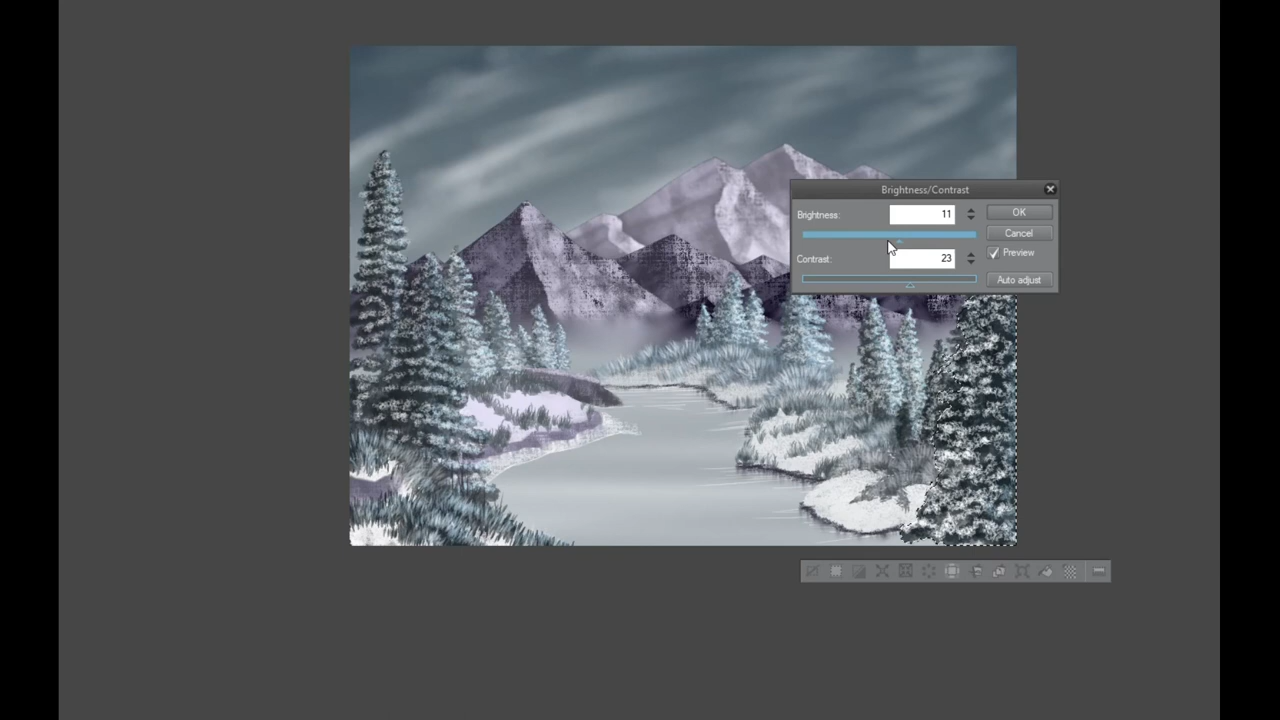 Brightness/Contrast
Brightness: 11 OK
Cancel
Contrast: 23 Preview
Auto adjust